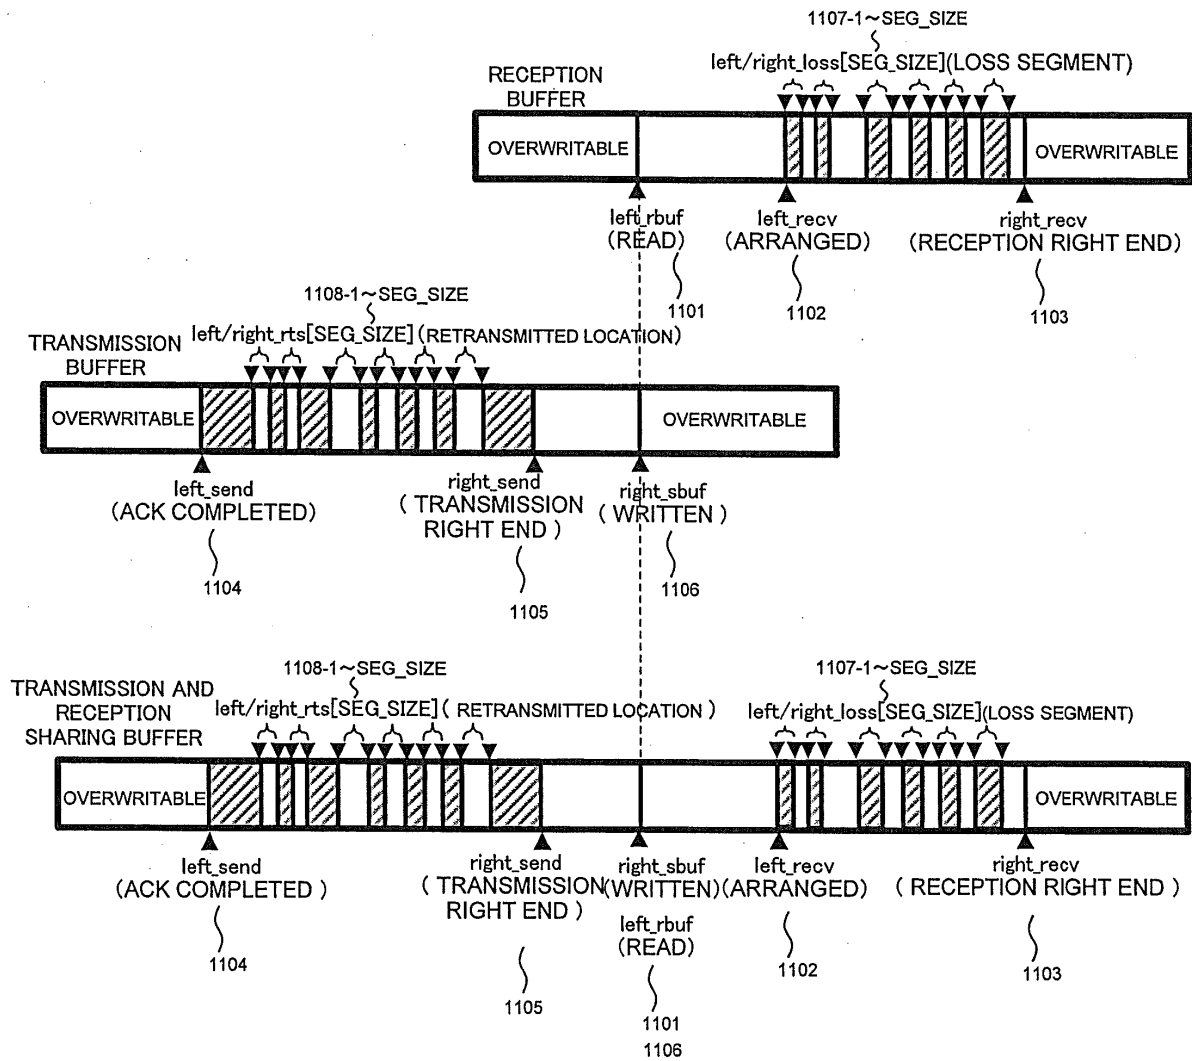 1107-1~SEG_SIZE
left/right_loss[SEG_SIZE](LOSS SEGMENT)
RECEPTION
BUFFER
OVERWRITABLE
OVERWRITABLE
left_rbuf
(READ)
left_recv
(ARRANGED)
right_recv
(RECEPTION RIGHT END)
1101
1102
1103
1108-1~SEG_SIZE
left/right_rts[SEG_SIZE](RETRANSMITTED LOCATION)
TRANSMISSION
BUFFER
OVERWRITABLE
OVERWRITABLE
left_send
(ACK COMPLETED)
right_send
( TRANSMISSION
RIGHT END )
right_sbuf
( WRITTEN )
1104
1105
1106
1108-1~SEG_SIZE
left/right_rts[SEG_SIZE]( RETRANSMITTED LOCATION )
1107-1~SEG_SIZE
left/right_loss[SEG_SIZE](LOSS SEGMENT)
TRANSMISSION AND
RECEPTION
SHARING BUFFER
OVERWRITABLE
OVERWRITABLE
left_send
(ACK COMPLETED )
right_send
( TRANSMISSION
RIGHT END )
right_sbuf
(WRITTEN)
left_rbuf
(READ)
left_recv
(ARRANGED)
right_recv
( RECEPTION RIGHT END )
1104
1105
1101
1106
1102
1103